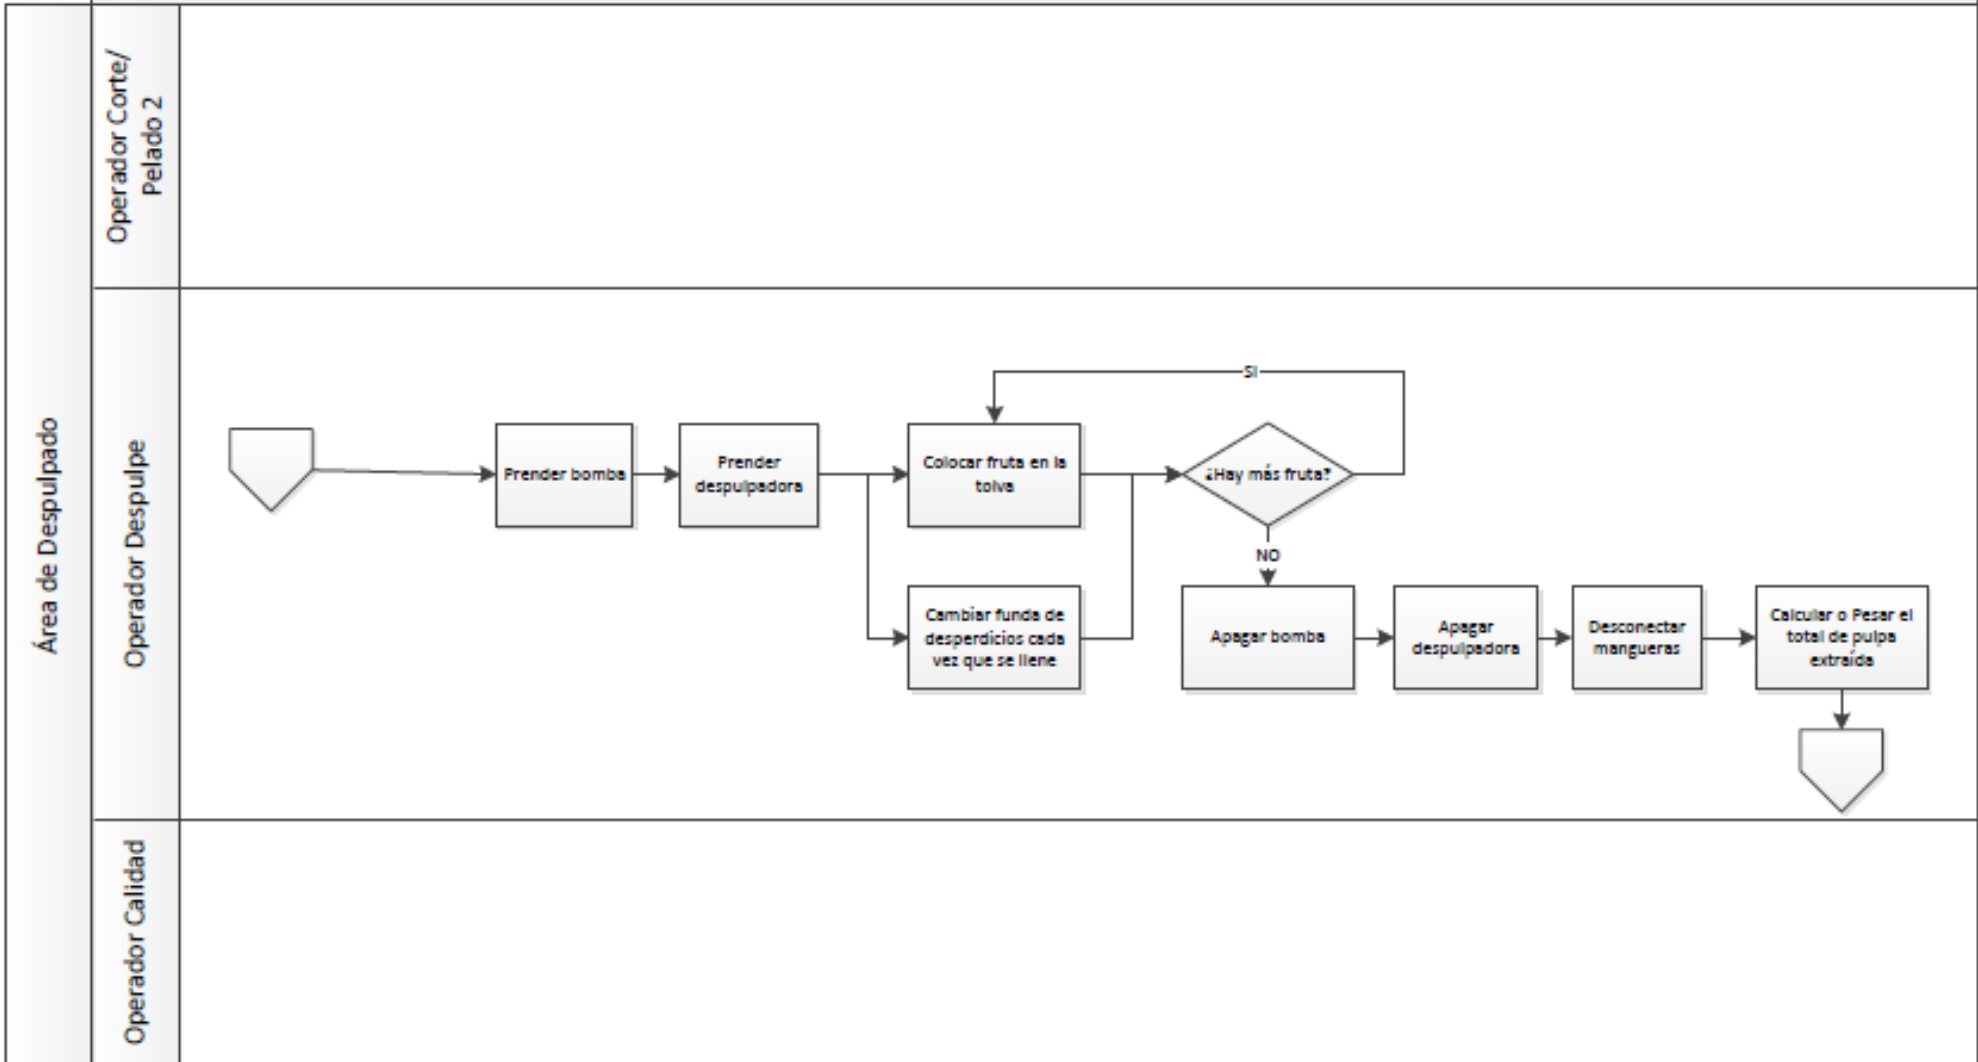 Área de Despulpado
Operador Corte/
Pelado 2
Operador Despulpe
Operador Calidad
SI
Prender bomba
Prender
despulpadora
Colocar fruta en la
tolva
¿Hay más fruta?
NO
Cambiar funda de
desperdicios cada
vez que se llene
Apagar bomba
Apagar
despulpadora
Desconectar
mangueras
Calcular o Pesar el
total de pulpa
extraída